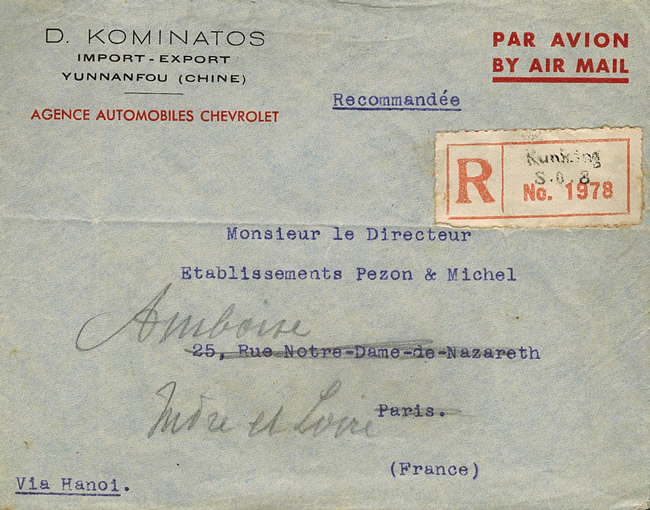 D. KOMINATOS
IMPORT - EXPORT
YUNNANFOU (CHINE)
AGENCE AUTOMOBILES CHEVROLET
PAR AVION
BY AIR MAIL
Recommandée
R
Kunming
S.O. 8
No. 1978
Monsieur le Directeur
Etablissements Pezon & Michel
Amboise
25, Rue Notre-Dame-de-Nazareth
Paris.
Indre et Loire
(France)
Via Hanoi.